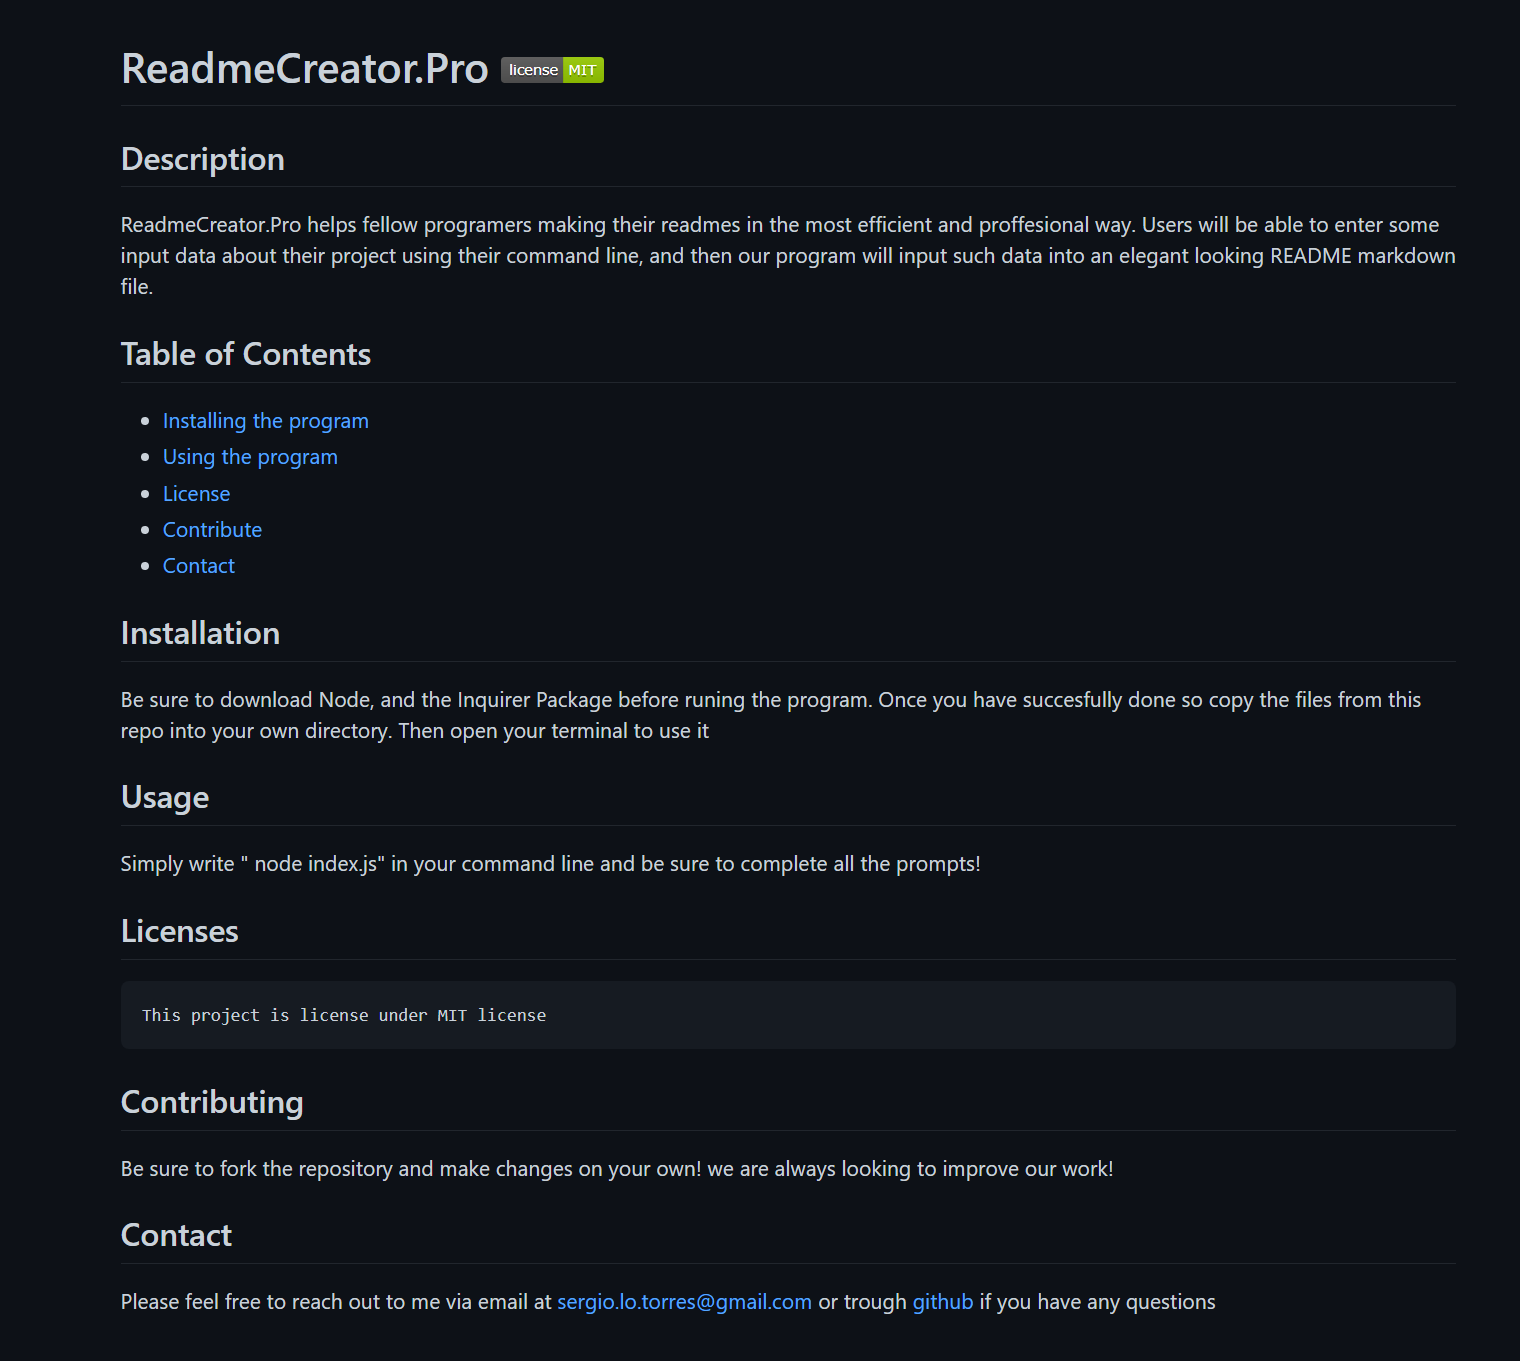 ReadmeCreator.Pro license MIT
Description
ReadmeCreator.Pro helps fellow programers making their readmes in the most efficient and proffesional way. Users will be able to enter some
input data about their project using their command line, and then our program will input such data into an elegant looking README markdown
file.
Table of Contents
Installing the program
Using the program
License
Contribute
Contact
Installation
Be sure to download Node, and the Inquirer Package before runing the program. Once you have succesfully done so copy the files from this
repo into your own directory. Then open your terminal to use it
Usage
Simply write " node index.js" in your command line and be sure to complete all the prompts!
Licenses
This project is license under MIT license
Contributing
Be sure to fork the repository and make changes on your own! we are always looking to improve our work!
Contact
Please feel free to reach out to me via email at sergio.lo.torres@gmail.com or trough github if you have any questions